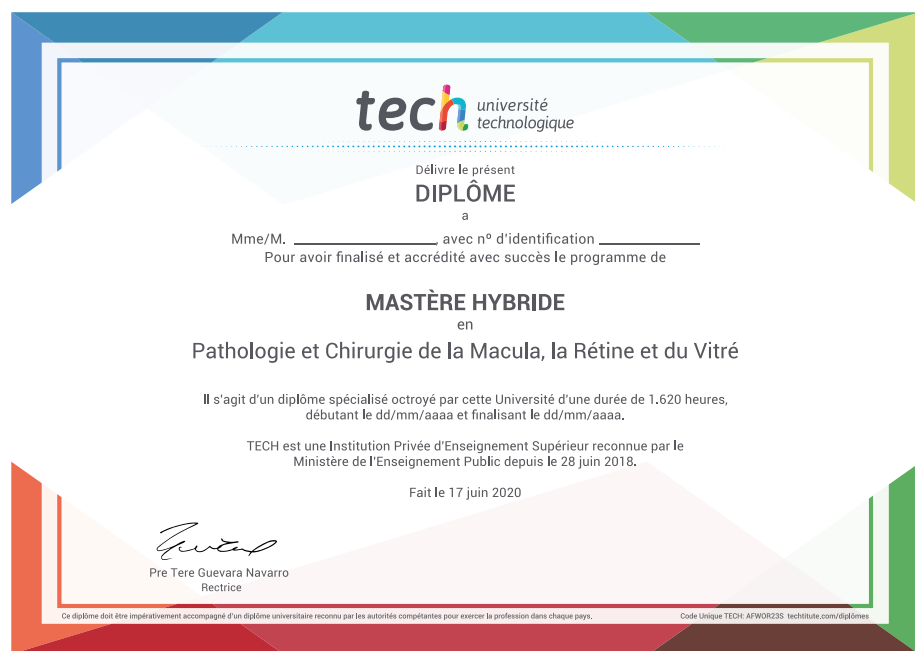 tech université
technologique
Délivre le présent
DIPLÔME
a
Mme/M. ____________________, avec nº d'identification ______________
Pour avoir finalisé et accrédité avec succès le programme de
MASTÈRE HYBRIDE
en
Pathologie et Chirurgie de la Macula, la Rétine et du Vitré
Il s'agit d'un diplôme spécialisé octroyé par cette Université d'une durée de 1.620 heures,
débutant le dd/mm/aaaa et finalisant le dd/mm/aaaa.
TECH est une Institution Privée d'Enseignement Supérieur reconnue par le
Ministère de l'Enseignement Public depuis le 28 juin 2018.
Fait le 17 juin 2020
Pre Tere Guevara Navarro
Rectrice
Ce diplôme doit être impérativement accompagné d'un diplôme universitaire reconnu par les autorités compétantes pour exercer la profession dans chaque pays. Code Unique TECH: AFWOR23S techtitute.com/diplômes